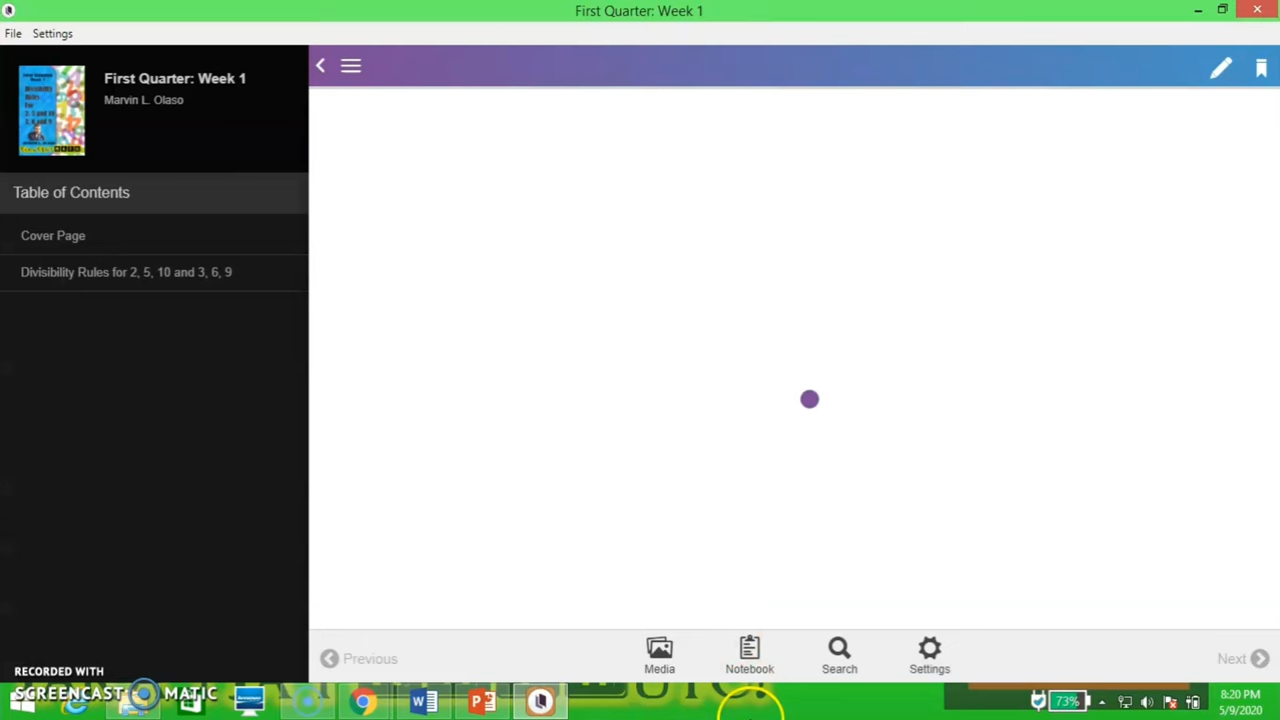 First Quarter: Week 1
File Settings
First Quarter: Week 1
Marvin L. Olaso
Table of Contents
Cover Page
Divisibility Rules for 2, 5, 10 and 3, 6, 9
Previous
Media
Notebook
Search
Settings
Next
RECORDED WITH
SCREENCAST MATIC
73%
8:20 PM
5/9/2020